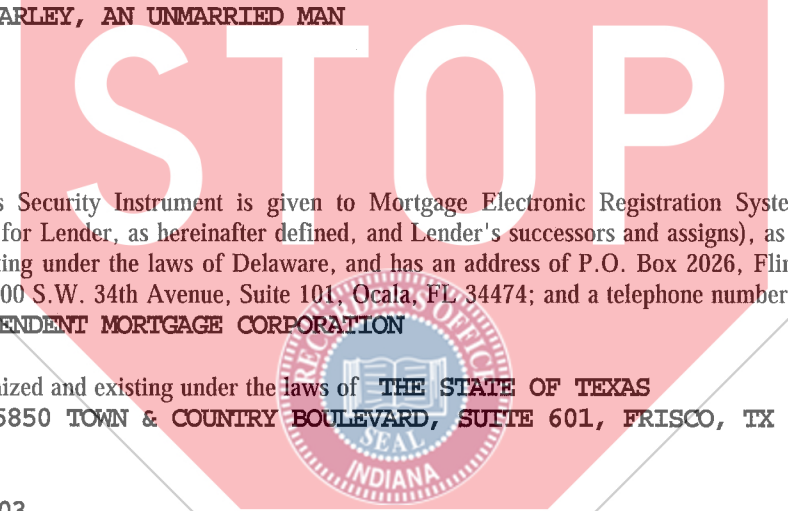 ARLEY, AN UNMARRIED MAN
STOP
s Security Instrument is given to Mortgage Electronic Registration Syste
for Lender, as hereinafter defined, and Lender's successors and assigns), as
ting under the laws of Delaware, and has an address of P.O. Box 2026, Flin
00 S.W. 34th Avenue, Suite 101, Ocala, FL 34474; and a telephone number
ENDENT MORTGAGE CORPORATION
RECORDERS OFFICE
nized and existing under the laws of THE STATE OF TEXAS
5850 TOWN & COUNTRY BOULEVARD, SUITE 601, FRISCO, TX
SEAL
INDIANA
03